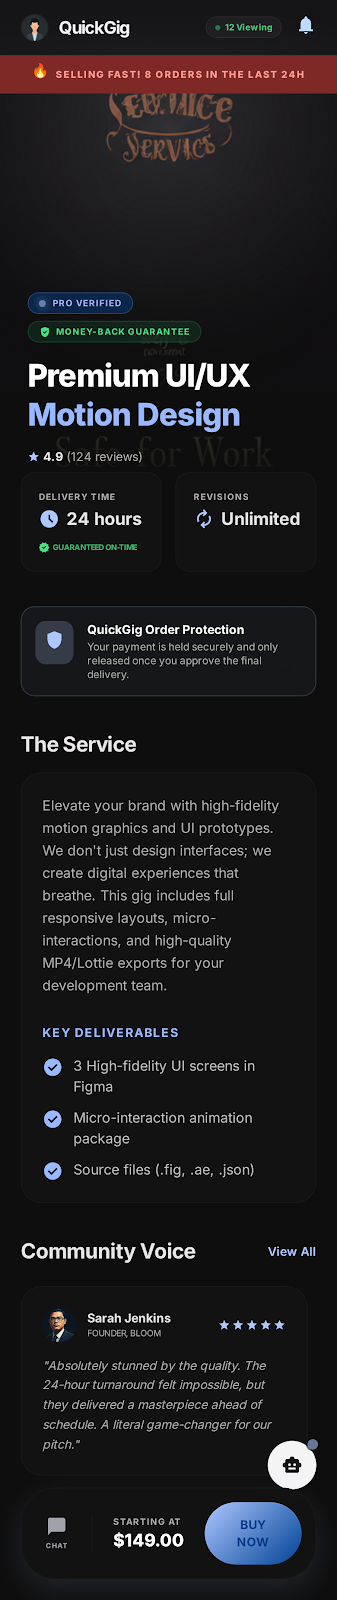 QuickGig
12 Viewing
SELLING FAST! 8 ORDERS IN THE LAST 24H
SERVICE
PRO VERIFIED
MONEY-BACK GUARANTEE
Premium UI/UX
Motion Design
Safe for Work
4.9 (124 reviews)
DELIVERY TIME
24 hours
GUARANTEED ON-TIME
REVISIONS
Unlimited
QuickGig Order Protection
Your payment is held securely and only
released once you approve the final
delivery.
The Service
Elevate your brand with high-fidelity
motion graphics and UI prototypes.
We don't just design interfaces; we
create digital experiences that
breathe. This gig includes full
responsive layouts, micro-
interactions, and high-quality
MP4/Lottie exports for your
development team.
KEY DELIVERABLES
3 High-fidelity UI screens in
Figma
Micro-interaction animation
package
Source files (.fig, .ae, .json)
Community Voice
View All
Sarah Jenkins
FOUNDER, BLOOM
"Absolutely stunned by the quality. The
24-hour turnaround felt impossible, but
they delivered a masterpiece ahead of
schedule. A literal game-changer for our
pitch."
CHAT
STARTING AT
$149.00
BUY
NOW